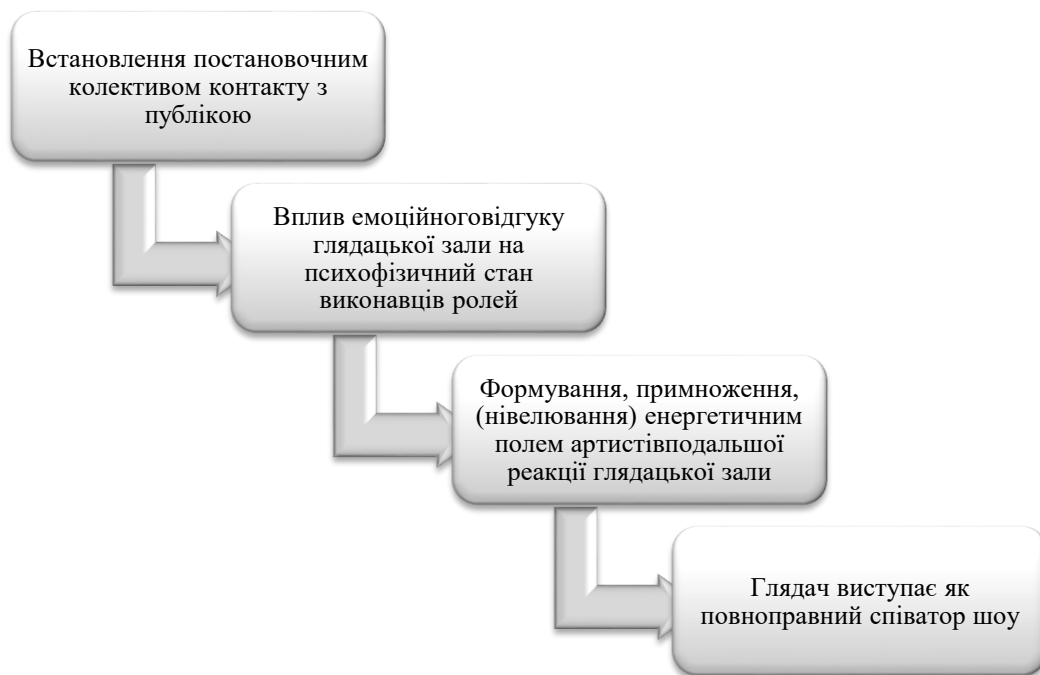 Встановлення постановочним
колективом контакту з
публікою
Вплив емоційноговідгуку
глядацької зали на
психофізичний стан
виконавців ролей
Формування, примноження,
(нівелювання) енергетичним
полем артистівподальшої
реакції глядацької зали
Глядач виступає як
повноправний співатор шоу